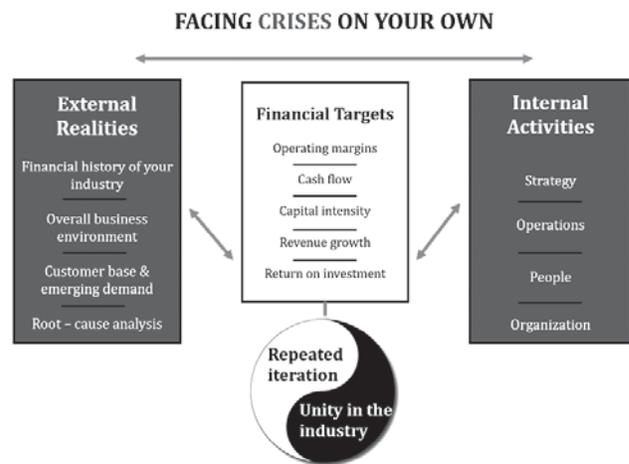 FACING CRISES ON YOUR OWN
External
Realities
Financial history of your
industry
Overall business
environment
Customer base &
emerging demand
Root – cause analysis
Financial Targets
Operating margins
Cash flow
Capital intensity
Revenue growth
Return on investment
Internal
Activities
Strategy
Operations
People
Organization
Repeated
iteration
Unity in the
industry